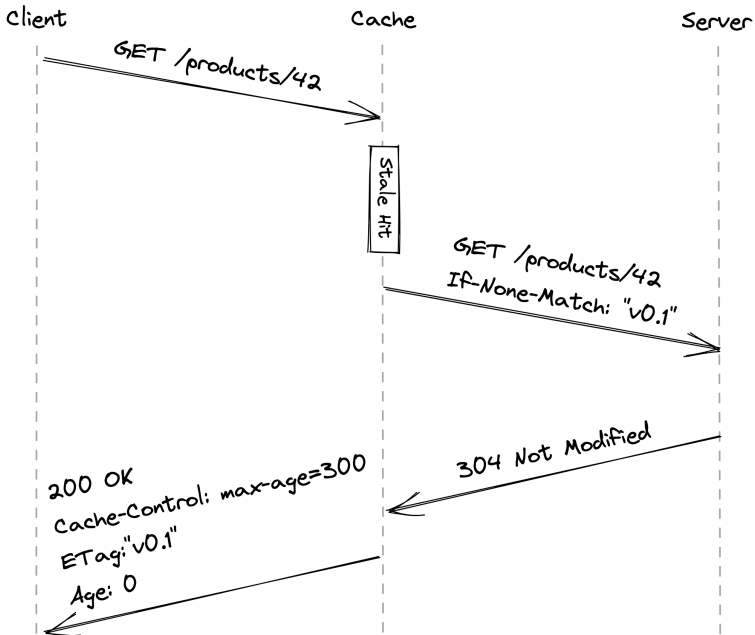 Client
Cache
Server
GET /products/42
Stale Hit
GET /products/42
If-None-Match: "v0.1"
304 Not Modified
200 OK
Cache-Control: max-age=300
ETag:"v0.1"
Age: 0